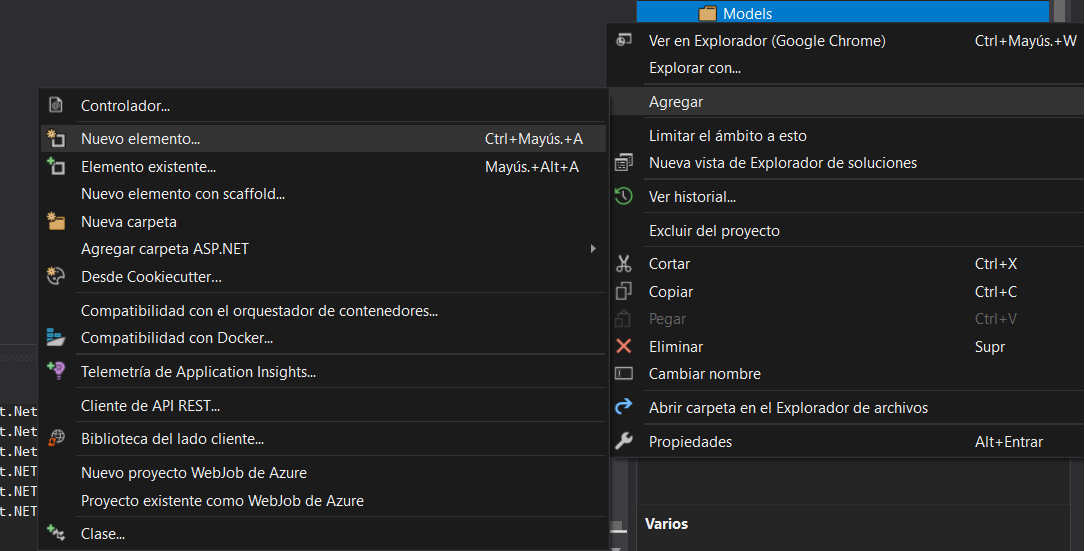 Models
Ver en Explorador (Google Chrome) Ctrl+Mayús.+W
Explorar con...
Agregar
Limitar el ámbito a esto
Nueva vista de Explorador de soluciones
Ver historial...
Excluir del proyecto
Cortar Ctrl+X
Copiar Ctrl+C
Pegar Ctrl+V
Eliminar Supr
Cambiar nombre
Abrir carpeta en el Explorador de archivos
Propiedades Alt+Entrar
Controlador...
Nuevo elemento... Ctrl+Mayús.+A
Elemento existente... Mayús.+Alt+A
Nuevo elemento con scaffold...
Nueva carpeta
Agregar carpeta ASP.NET
Desde Cookiecutter...
Compatibilidad con el orquestador de contenedores...
Compatibilidad con Docker...
Telemetría de Application Insights...
Cliente de API REST...
Biblioteca del lado cliente...
Nuevo proyecto WebJob de Azure
Proyecto existente como WebJob de Azure
Clase...
t.Net
t.Net
t.Net
t.NET
t.NET
t.NET
Varios